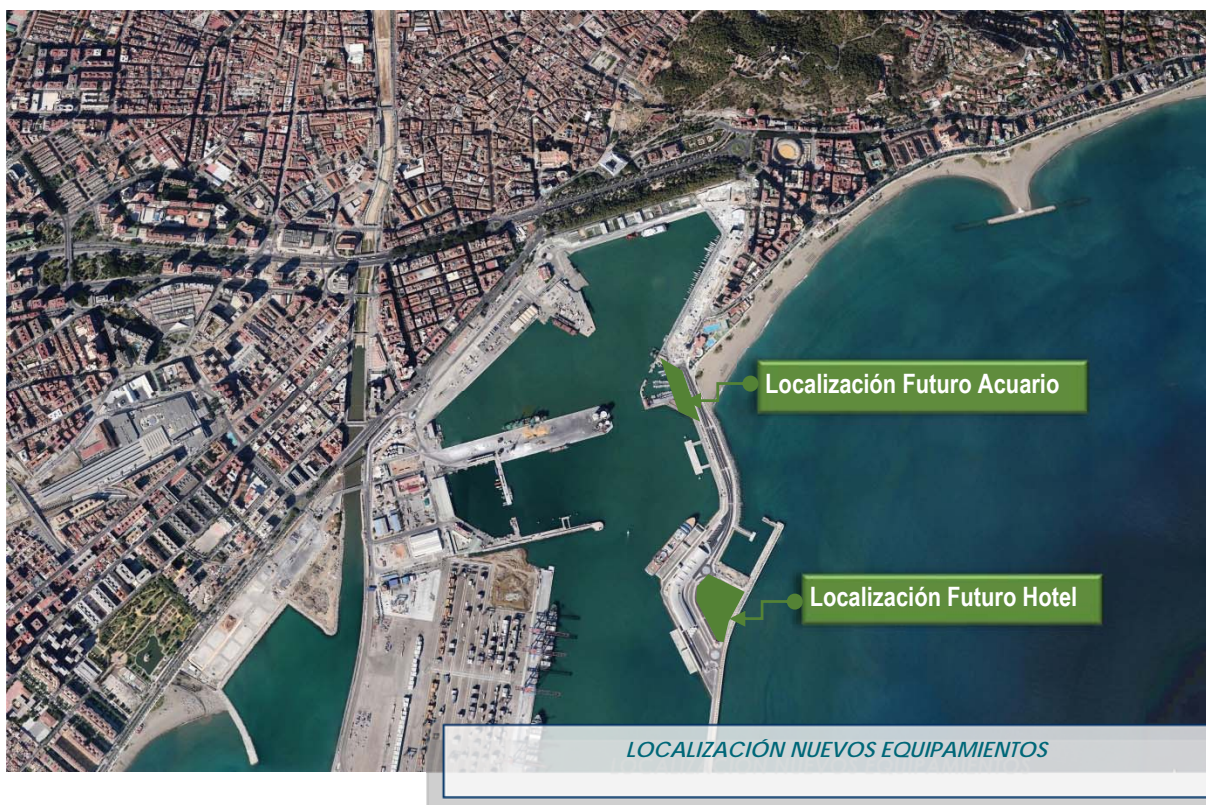 Localización Futuro Acuario
Localización Futuro Hotel
LOCALIZACIÓN NUEVOS EQUIPAMIENTOS